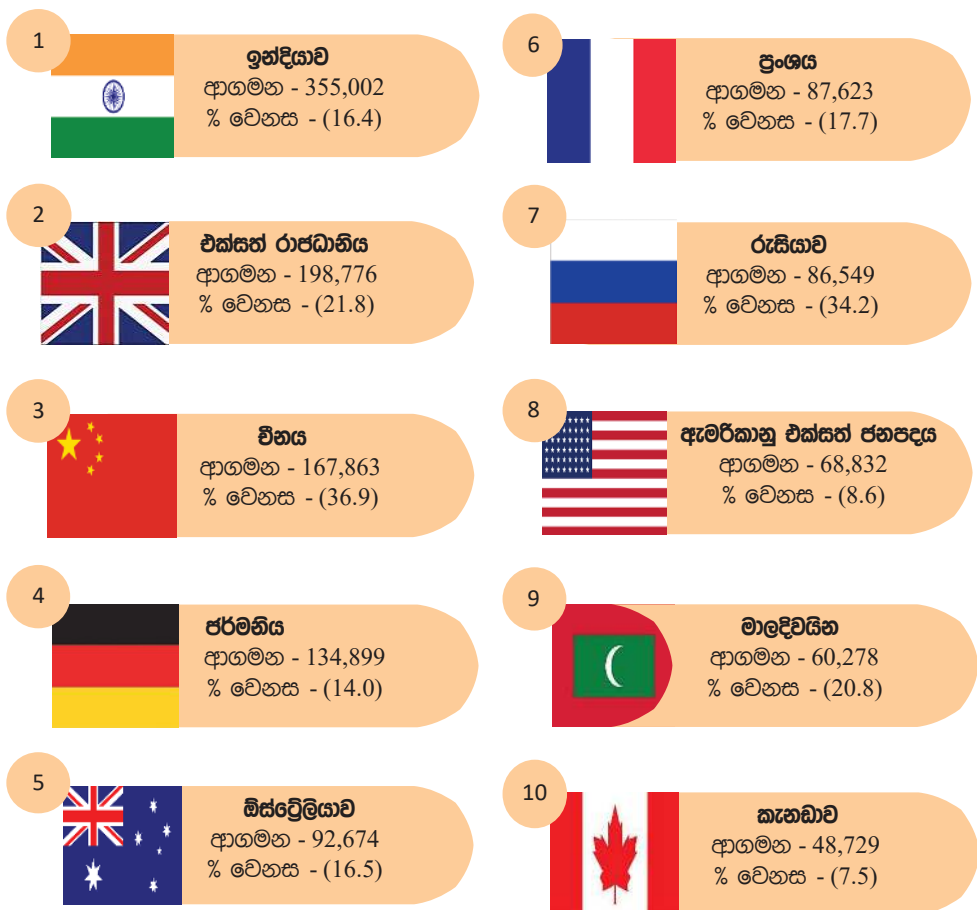 1
ඉන්දියාව
ආගමන - 355,002
% වෙනස - (16.4)
2
එක්සත් රාජධානිය
ආගමන - 198,776
% වෙනස - (21.8)
3
චීනය
ආගමන - 167,863
% වෙනස - (36.9)
4
ජර්මනිය
ආගමන - 134,899
% වෙනස - (14.0)
5
ඕස්ට්‍රේලියාව
ආගමන - 92,674
% වෙනස - (16.5)
6
ප්‍රංශය
ආගමන - 87,623
% වෙනස - (17.7)
7
රුසියාව
ආගමන - 86,549
% වෙනස - (34.2)
8
ඇමරිකානු එක්සත් ජනපදය
ආගමන - 68,832
% වෙනස - (8.6)
9
මාලදිවයින
ආගමන - 60,278
% වෙනස - (20.8)
10
කැනඩාව
ආගමන - 48,729
% වෙනස - (7.5)